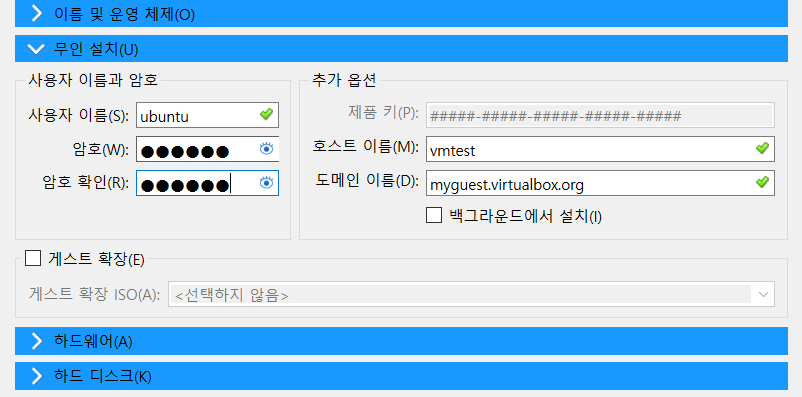 이름 및 운영 체제(O)
무인 설치(U)
사용자 이름과 암호
사용자 이름(S): ubuntu
암호(W): ●●●●●●
암호 확인(R): ●●●●●●
추가 옵션
제품 키(P): #####-#####-#####-#####-#####
호스트 이름(M): vmtest
도메인 이름(D): myguest.virtualbox.org
백그라운드에서 설치(I)
게스트 확장(E)
게스트 확장 ISO(A): <선택하지 않음>
하드웨어(A)
하드 디스크(K)